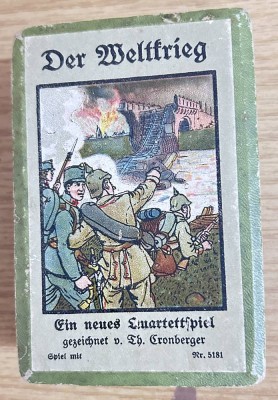 Der Weltkrieg
Ein neues Quartettspiel
gezeichnet v. Th. Cronberger
Spiel mit Nr. 5181